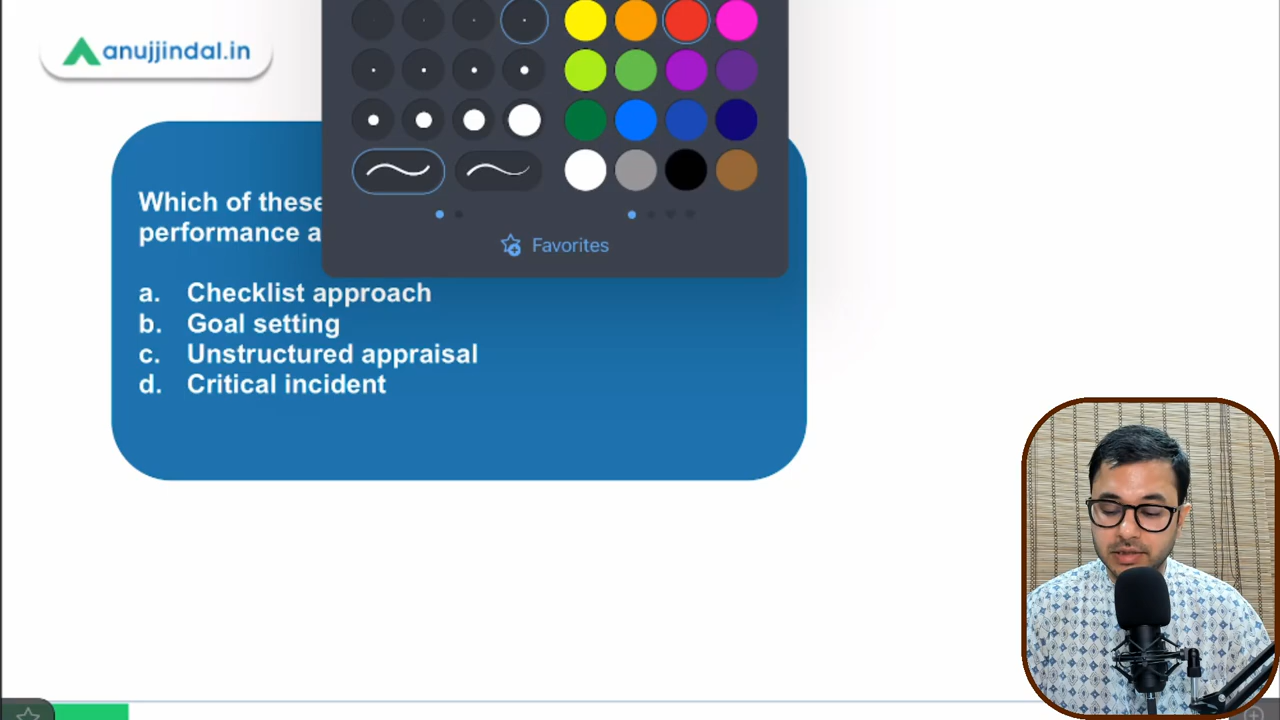 anujjindal.in
Which of these
performance a
Favorites
a. Checklist approach
b. Goal setting
c. Unstructured appraisal
d. Critical incident